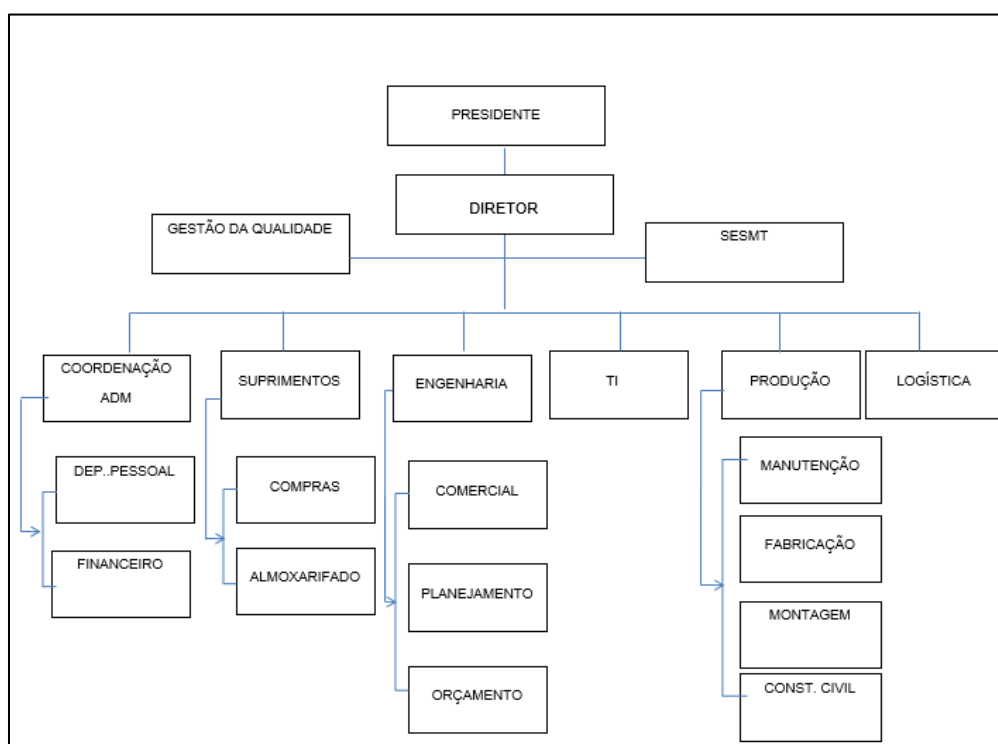 PRESIDENTE
DIRETOR
GESTÃO DA QUALIDADE
SESMT
COORDENAÇÃO
ADM
SUPRIMENTOS
ENGENHARIA
TI
PRODUÇÃO
LOGÍSTICA
DEP..PESSOAL
FINANCEIRO
COMPRAS
ALMOXARIFADO
COMERCIAL
PLANEJAMENTO
ORÇAMENTO
MANUTENÇÃO
FABRICAÇÃO
MONTAGEM
CONST. CIVIL